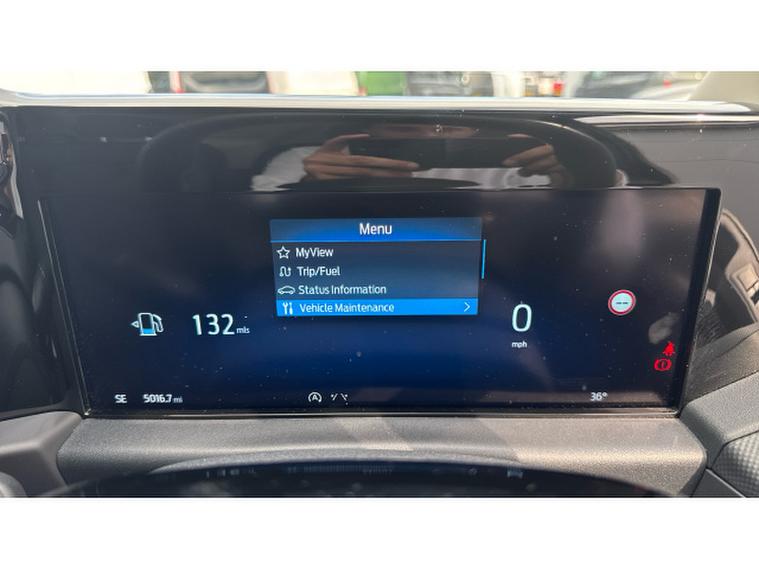 Menu
MyView
Trip/Fuel
Status Information
Vehicle Maintenance
132 mls
0
mph
--
SE
5016.7 mi
A
36°